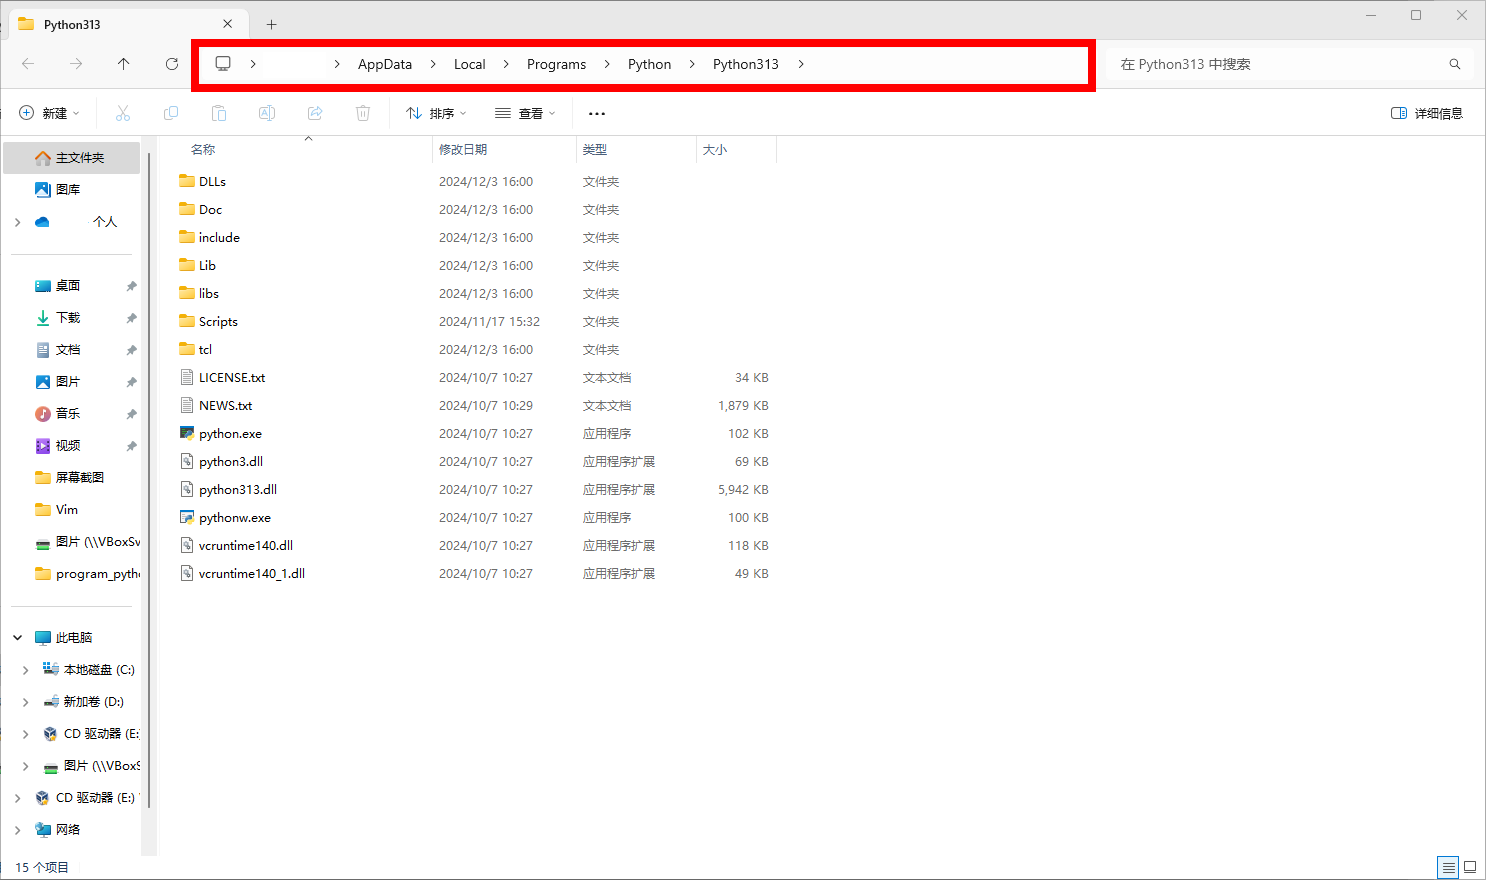 Python313
AppData > Local > Programs > Python > Python313 >
在 Python313 中搜索
新建 排序 查看 ... 详细信息
主文件夹
图库
个人
桌面
下载
文档
图片
音乐
视频
屏幕截图
Vim
图片 (\\VBoxSv
program_pytho
此电脑
本地磁盘 (C:)
新加卷 (D:)
CD 驱动器 (E:
图片 (\\VBoxS
CD 驱动器 (E:)
网络
名称 修改日期 类型 大小
DLLs 2024/12/3 16:00 文件夹
Doc 2024/12/3 16:00 文件夹
include 2024/12/3 16:00 文件夹
Lib 2024/12/3 16:00 文件夹
libs 2024/12/3 16:00 文件夹
Scripts 2024/11/17 15:32 文件夹
tcl 2024/12/3 16:00 文件夹
LICENSE.txt 2024/10/7 10:27 文本文档 34 KB
NEWS.txt 2024/10/7 10:29 文本文档 1,879 KB
python.exe 2024/10/7 10:27 应用程序 102 KB
python3.dll 2024/10/7 10:27 应用程序扩展 69 KB
python313.dll 2024/10/7 10:27 应用程序扩展 5,942 KB
pythonw.exe 2024/10/7 10:27 应用程序 100 KB
vcruntime140.dll 2024/10/7 10:27 应用程序扩展 118 KB
vcruntime140_1.dll 2024/10/7 10:27 应用程序扩展 49 KB
15 个项目